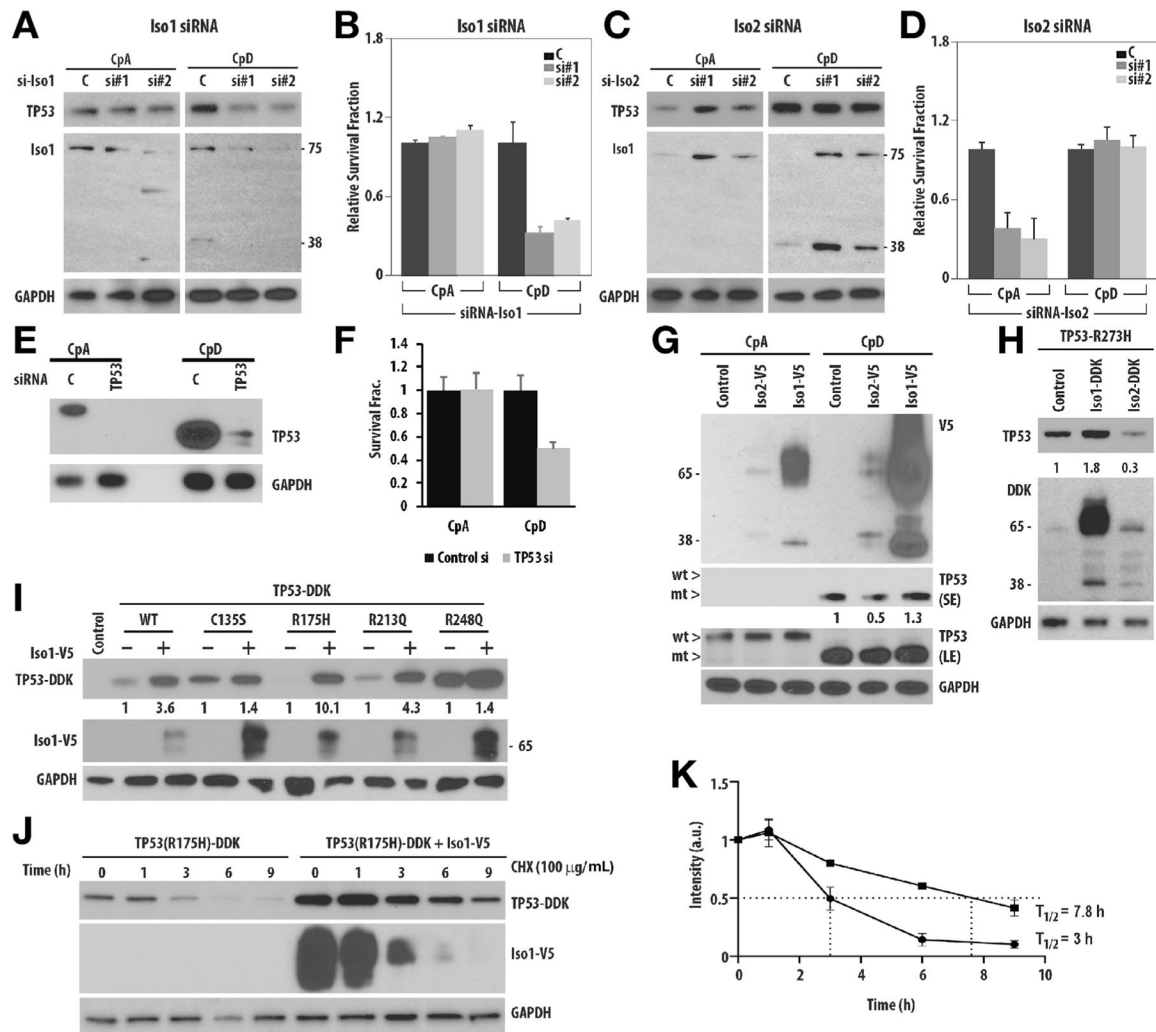 A
Iso1 siRNA
CpA CpD
si-Iso1 C si#1 si#2 C si#1 si#2
TP53
Iso1
- 75
- 38
GAPDH
B
Iso1 siRNA
1.8
1.2
0.6
0
Relative Survival Fraction
C
si#1
si#2
CpA CpD
siRNA-Iso1
C
Iso2 siRNA
CpA CpD
si-Iso2 C si#1 si#2 C si#1 si#2
TP53
Iso1
- 75
- 38
GAPDH
D
Iso2 siRNA
1.8
1.2
0.6
0
Relative Survival Fraction
C
si#1
si#2
CpA CpD
siRNA-Iso2
E
CpA CpD
siRNA C TP53 C TP53
TP53
GAPDH
F
1.4
1.2
1
0.8
0.6
0.4
0.2
0
Survival Frac.
CpA CpD
Control si TP53 si
G
CpA CpD
Control Iso2-V5 Iso1-V5 Control Iso2-V5 Iso1-V5
V5
65 -
38 -
wt >
mt >
TP53
(SE)
1 0.5 1.3
wt >
mt >
TP53
(LE)
GAPDH
H
TP53-R273H
Control Iso1-DDK Iso2-DDK
TP53
1 1.8 0.3
DDK
65 -
38 -
GAPDH
I
TP53-DDK
Control WT C135S R175H R213Q R248Q
Iso1-V5 − + − + − + − + − +
TP53-DDK
1 3.6 1 1.4 1 10.1 1 4.3 1 1.4
Iso1-V5
- 65
GAPDH
J
TP53(R175H)-DDK TP53(R175H)-DDK + Iso1-V5
Time (h) 0 1 3 6 9 0 1 3 6 9 CHX (100 μg/mL)
TP53-DDK
Iso1-V5
GAPDH
K
1.5
1
0.5
0
Intensity (a.u.)
T1/2 = 7.8 h
T1/2 = 3 h
0 2 4 6 8 10
Time (h)